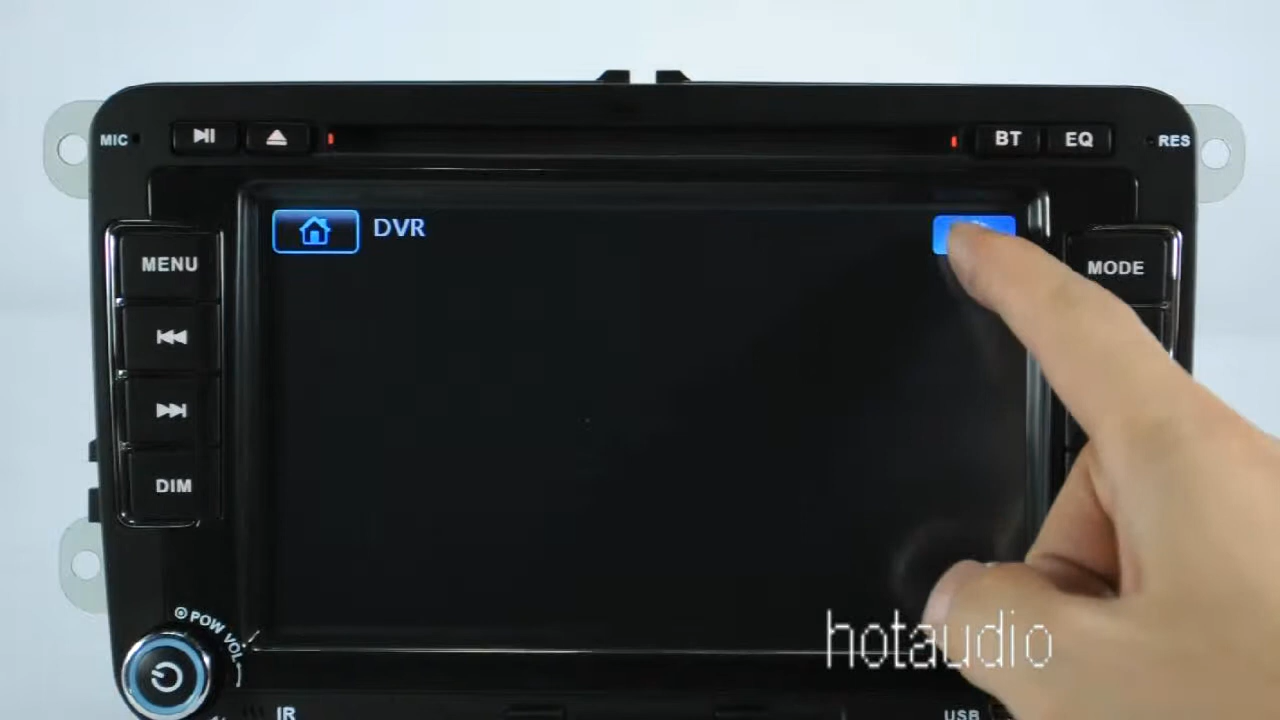 MIC
BT
EQ
RES
DVR
MENU
MODE
DIM
POW VOL
hotaudio
IR
USB